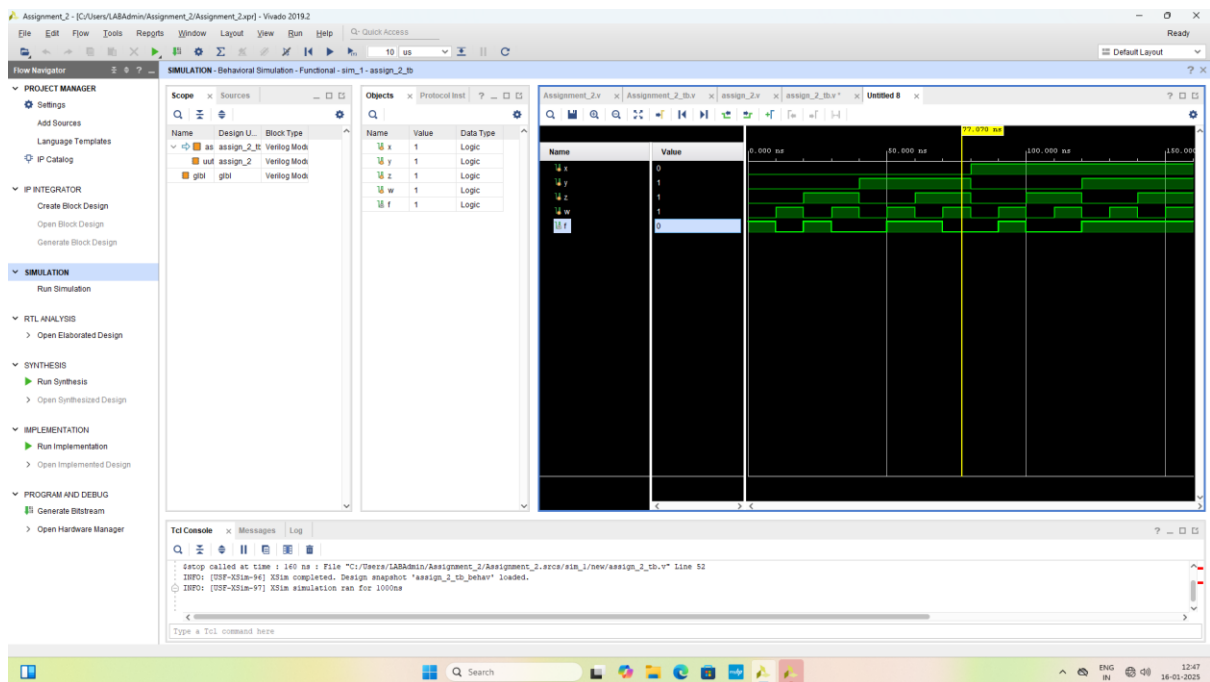 Assignment_2 - [C:/Users/LABAdmin/Assignment_2/Assignment_2.xpr] - Vivado 2019.2
File Edit Flow Tools Reports Window Layout View Run Help Q- Quick Access Ready
10 us Default Layout
Flow Navigator
SIMULATION - Behavioral Simulation - Functional - sim_1 - assign_2_tb
PROJECT MANAGER
Settings
Add Sources
Language Templates
IP Catalog
IP INTEGRATOR
Create Block Design
Open Block Design
Generate Block Design
SIMULATION
Run Simulation
RTL ANALYSIS
Open Elaborated Design
SYNTHESIS
Run Synthesis
Open Synthesized Design
IMPLEMENTATION
Run Implementation
Open Implemented Design
PROGRAM AND DEBUG
Generate Bitstream
Open Hardware Manager
Scope Sources
Name Design U... Block Type
as assign_2_tb Verilog Modu
uut assign_2 Verilog Modu
glbl glbl Verilog Modu
Objects Protocol Inst
Name Value Data Type
x 1 Logic
y 1 Logic
z 1 Logic
w 1 Logic
f 1 Logic
Assignment_2.v Assignment_2_tb.v assign_2.v assign_2_tb.v* Untitled 8
77.070 ns
Name Value 0.000 ns 50.000 ns 100.000 ns 150.00
x 0
y 1
z 1
w 1
f 0
Tcl Console Messages Log
$stop called at time : 160 ns : File "C:/Users/LABAdmin/Assignment_2/Assignment_2.srcs/sim_1/new/assign_2_tb.v" Line 52
INFO: [USF-XSim-96] XSim completed. Design snapshot 'assign_2_tb_behav' loaded.
INFO: [USF-XSim-97] XSim simulation ran for 1000ns
Type a Tcl command here
Search
ENG
IN
12:47
16-01-2025